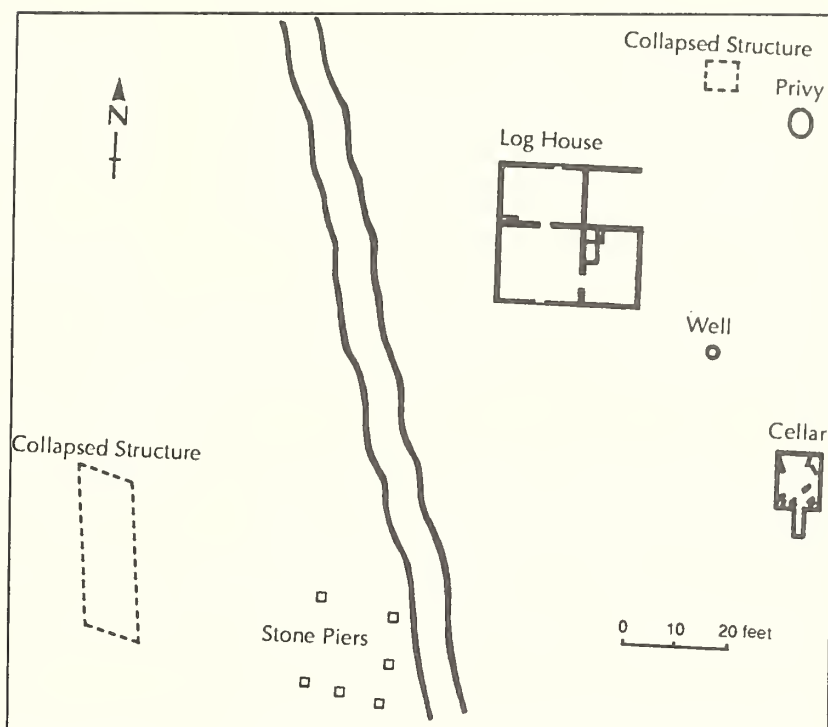 Collapsed Structure
Privy
N
Log House
Well
Collapsed Structure
Cellar
0 10 20 feet
Stone Piers